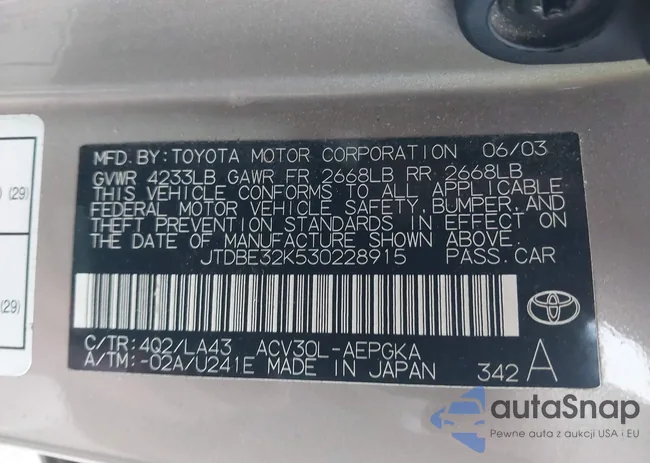 MFD. BY: TOYOTA MOTOR CORPORATION 06/03
GVWR 4233LB GAWR FR 2668LB RR 2668LB
THIS VEHICLE CONFORMS TO ALL APPLICABLE
FEDERAL MOTOR VEHICLE SAFETY, BUMPER, AND
THEFT PREVENTION STANDARDS IN EFFECT ON
THE DATE OF MANUFACTURE SHOWN ABOVE.
JTDBE32K530228915 PASS. CAR
C/TR: 4Q2/LA43 ACV30L-AEPGKA
A/TM: -02A/U241E MADE IN JAPAN 342 A
(29)
(29)
autaSnap
Pewne auta z aukcji USA i EU